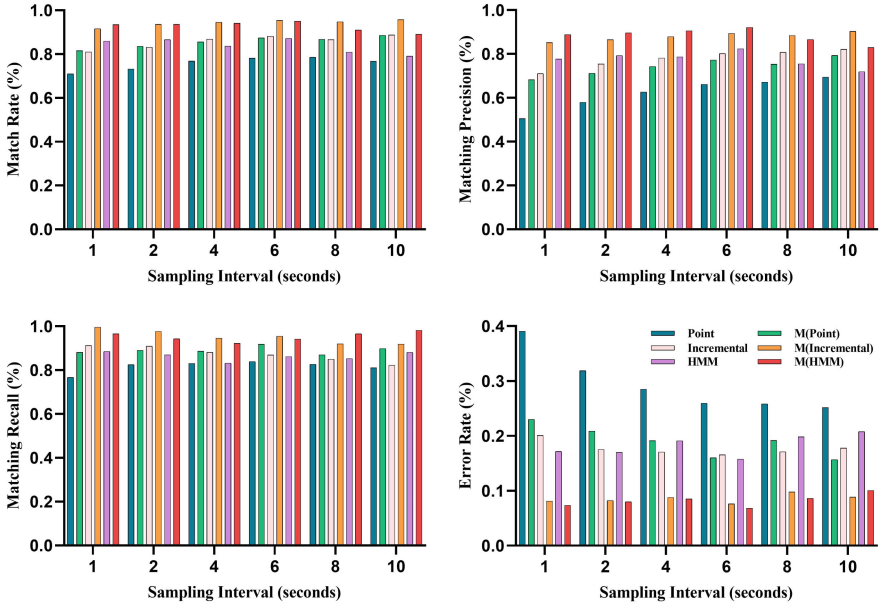 Match Rate (%)
1.0
0.8
0.6
0.4
0.2
0.0
1 2 4 6 8 10
Sampling Interval (seconds)
Matching Precision (%)
1.0
0.8
0.6
0.4
0.2
0.0
1 2 4 6 8 10
Sampling Interval (seconds)
Matching Recall (%)
1.0
0.8
0.6
0.4
0.2
0.0
1 2 4 6 8 10
Sampling Interval (seconds)
Error Rate (%)
0.4
0.3
0.2
0.1
0.0
Point M(Point)
Incremental M(Incremental)
HMM M(HMM)
1 2 4 6 8 10
Sampling Interval (seconds)